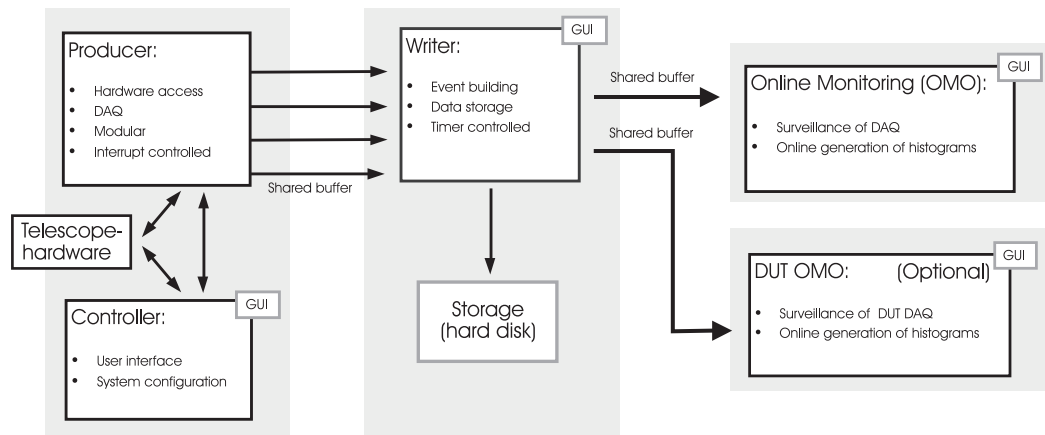 Producer:
• Hardware access
• DAQ
• Modular
• Interrupt controlled
Shared buffer
Telescope-
hardware
GUI
Controller:
• User interface
• System configuration
GUI
Writer:
• Event building
• Data storage
• Timer controlled
Storage
(hard disk)
Shared buffer
Shared buffer
GUI
Online Monitoring (OMO):
• Surveillance of DAQ
• Online generation of histograms
GUI
DUT OMO: (Optional)
• Surveillance of DUT DAQ
• Online generation of histograms